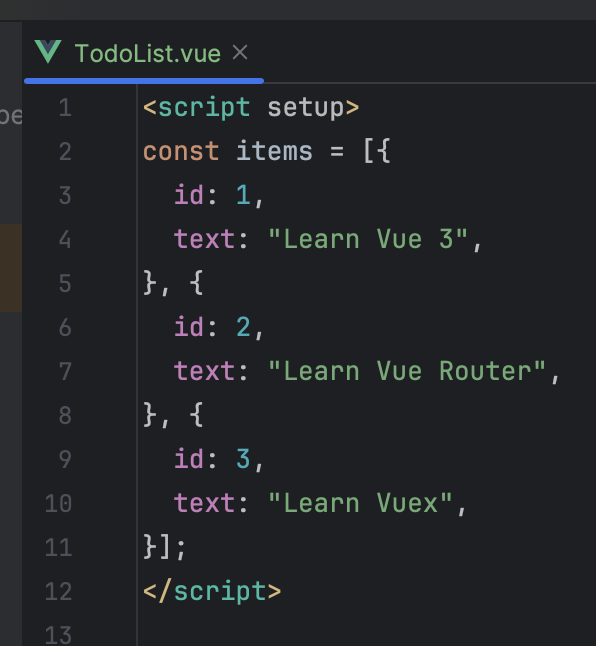 TodoList.vue
1 <script setup>
2 const items = [{
3   id: 1,
4   text: "Learn Vue 3",
5 }, {
6   id: 2,
7   text: "Learn Vue Router",
8 }, {
9   id: 3,
10   text: "Learn Vuex",
11 }];
12 </script>
13